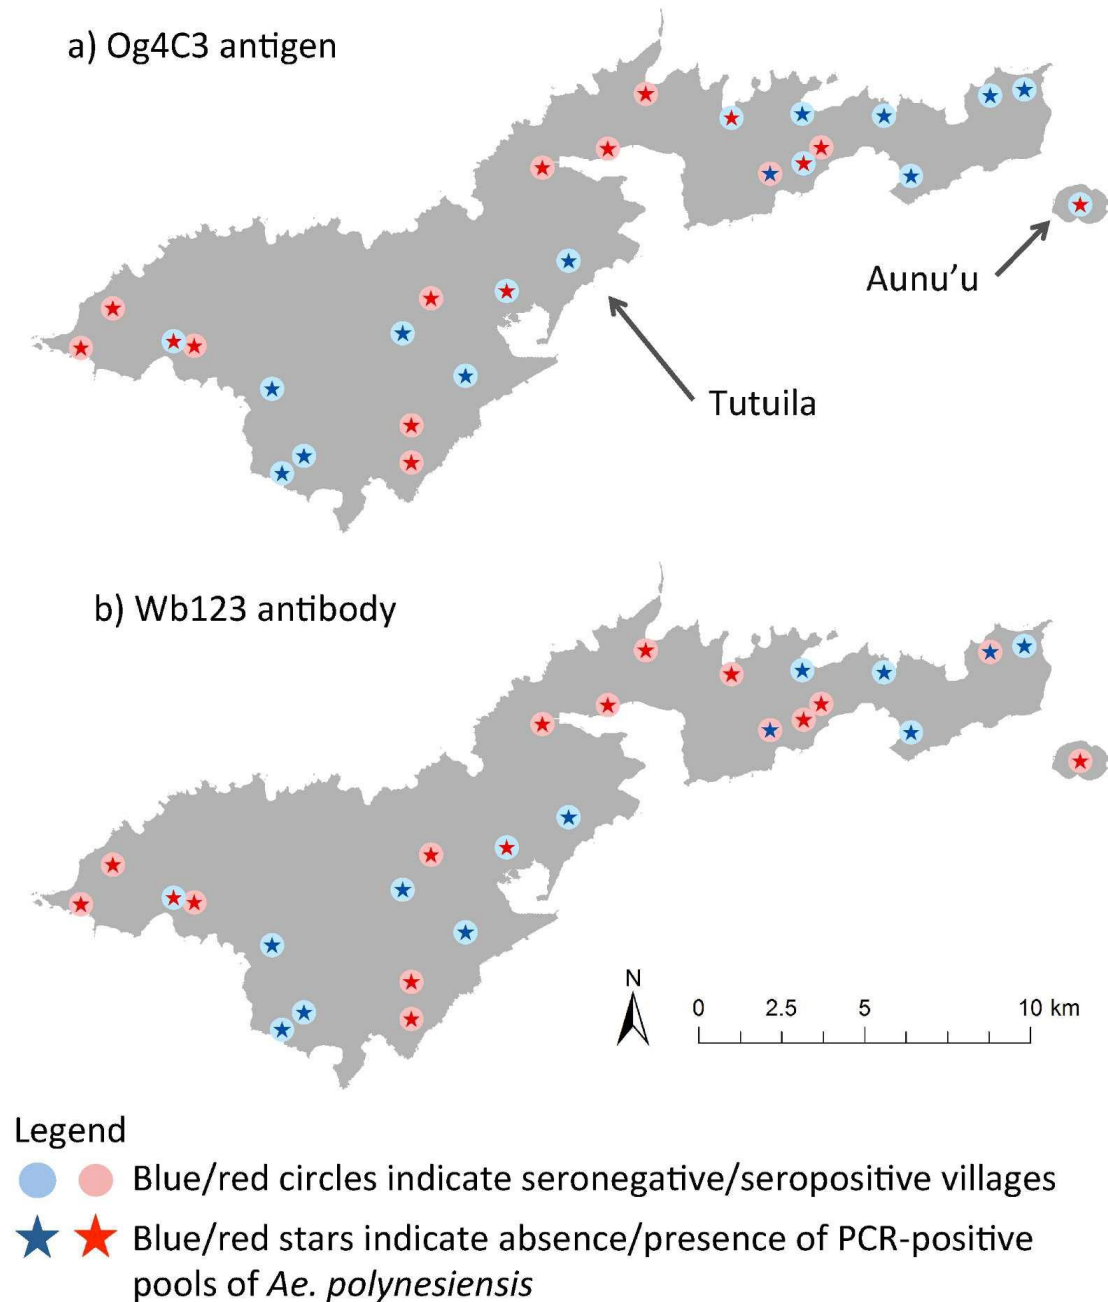 a) Og4C3 antigen
Aunu’u
Tutuila
b) Wb123 antibody
N
0 2.5 5 10 km
Legend
Blue/red circles indicate seronegative/seropositive villages
Blue/red stars indicate absence/presence of PCR-positive
pools of Ae. polynesiensis